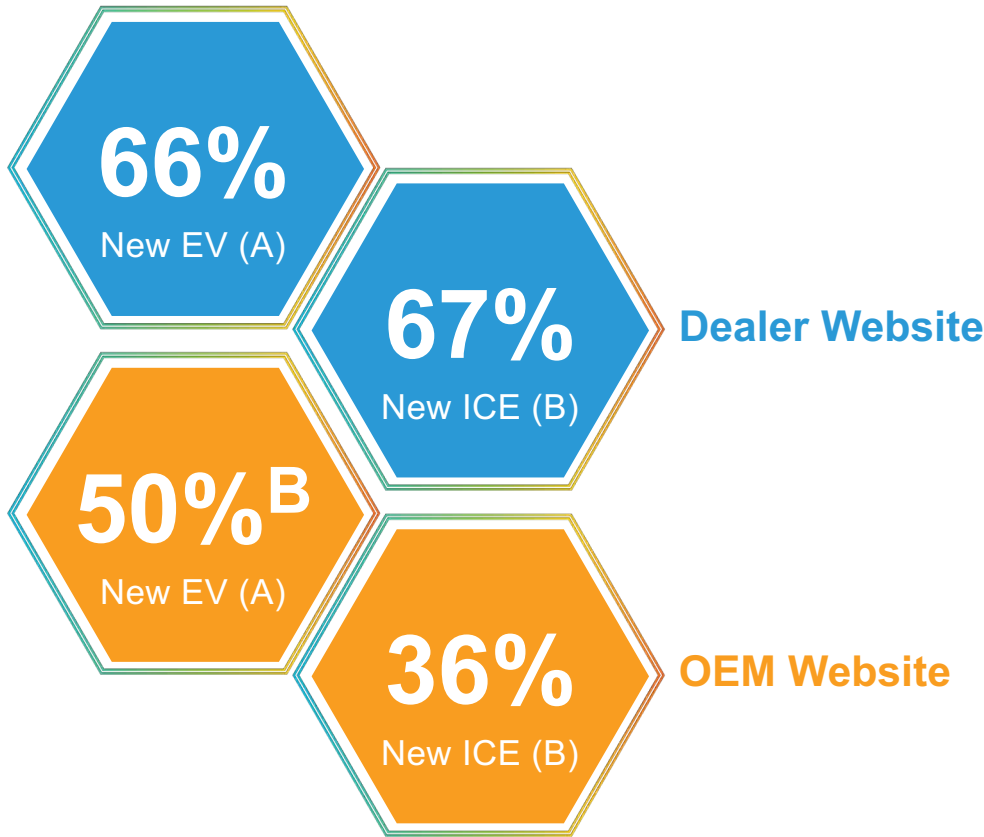 66%
New EV (A)
67%
New ICE (B)
Dealer Website
50%B
New EV (A)
36%
New ICE (B)
OEM Website